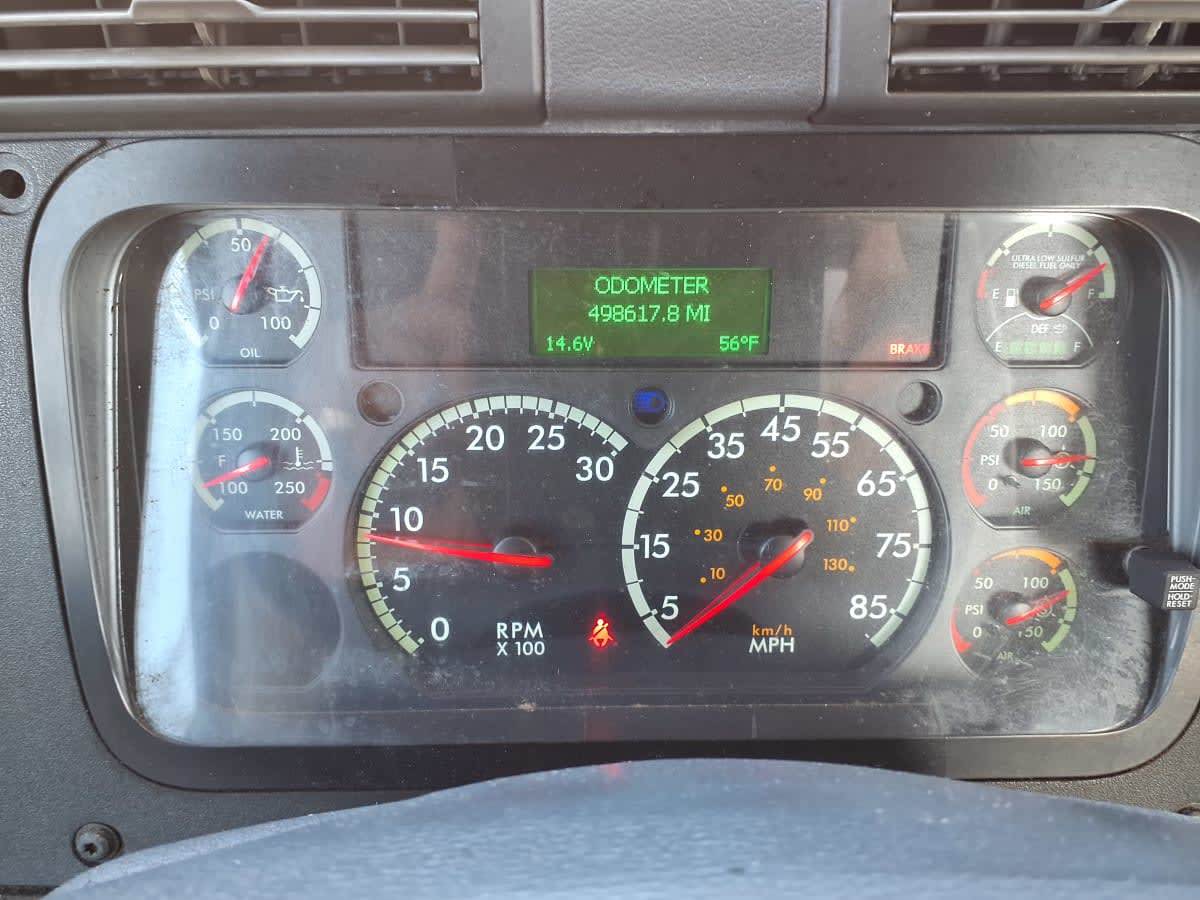 50
PSI
0 100
OIL
ODOMETER
498617.8 MI
14.6V 56°F
BRAKE
ULTRA LOW SULFUR
DIESEL FUEL ONLY
E F
DEF
E F
150 200
F
100 250
WATER
0 5 10 15 20 25 30
RPM
X 100
5 15 25 35 45 55 65 75 85
10 30 50 70 90 110 130
km/h
MPH
50 100
PSI
0 150
AIR
50 100
PSI
0 150
AIR
PUSH-
MODE
HOLD-
RESET